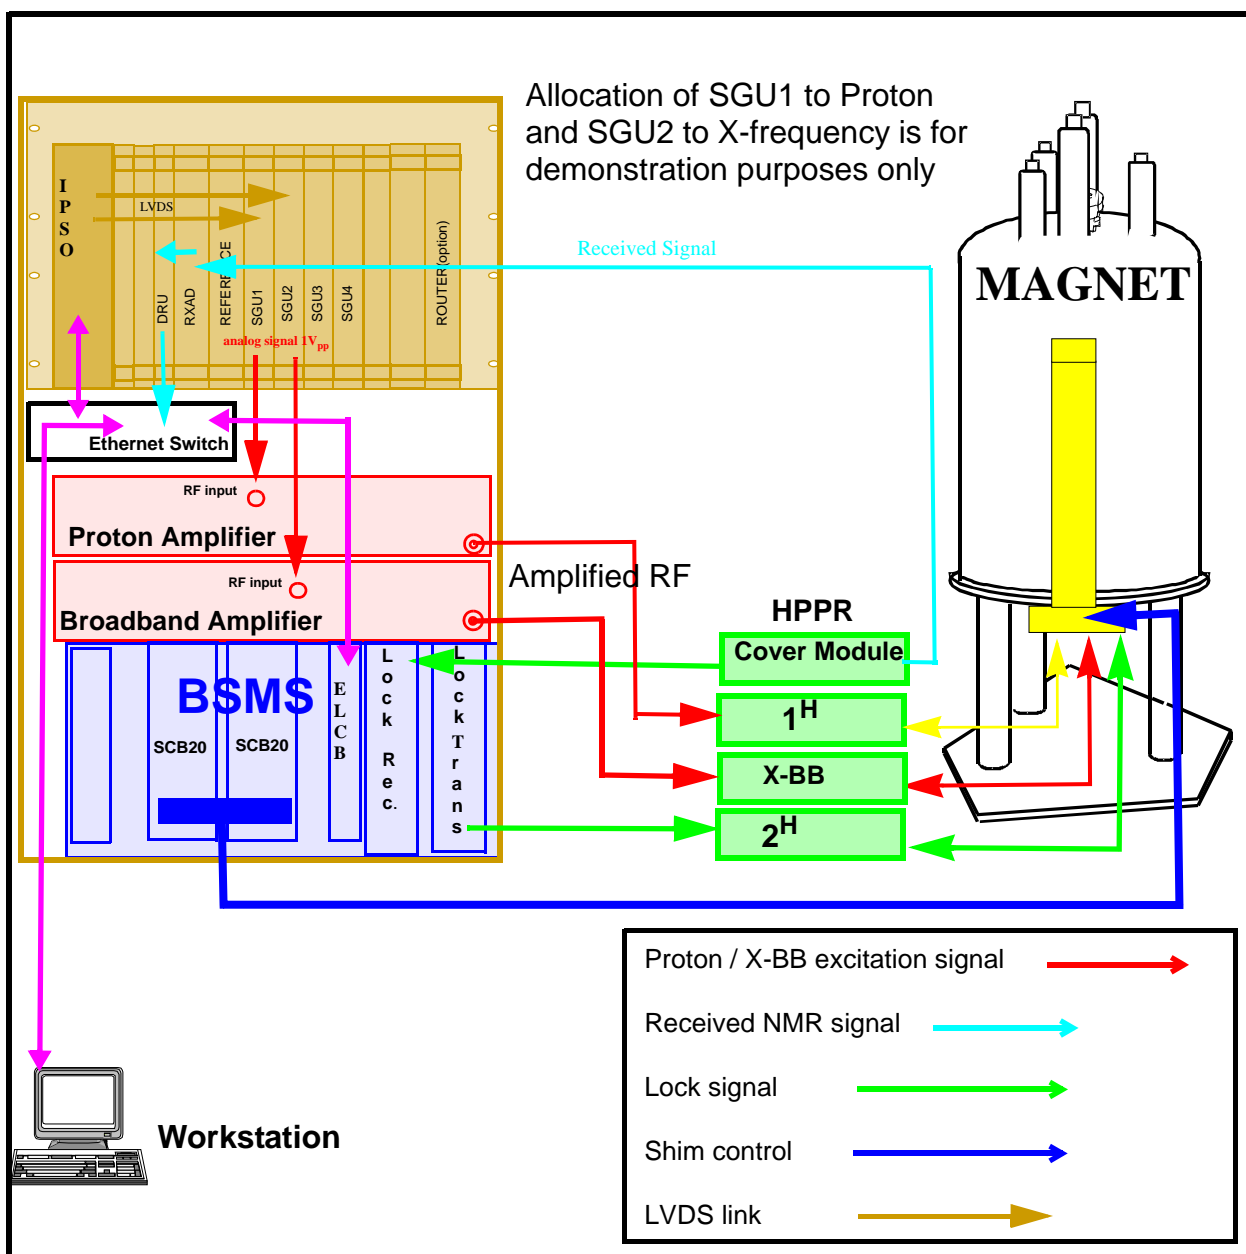 Allocation of SGU1 to Proton
and SGU2 to X-frequency is for
demonstration purposes only
IPSO
LVDS
DRU
RXAD
REFERENCE
SGU1
SGU2
SGU3
SGU4
ROUTER(option)
Received Signal
analog signal 1Vpp
MAGNET
Ethernet Switch
RF input
Proton Amplifier
RF input
Broadband Amplifier
Amplified RF
HPPR
Cover Module
1H
X-BB
2H
BSMS
SCB20
SCB20
ELCB
Lock Rec.
Lock Trans
Workstation
Proton / X-BB excitation signal
Received NMR signal
Lock signal
Shim control
LVDS link